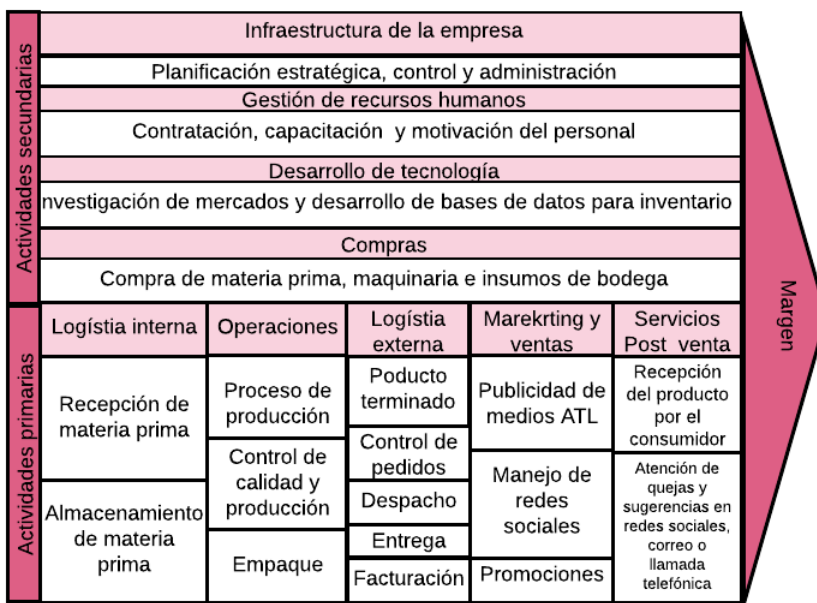 Actividades secundarias
Infraestructura de la empresa
Planificación estratégica, control y administración
Gestión de recursos humanos
Contratación, capacitación y motivación del personal
Desarrollo de tecnología
nvestigación de mercados y desarrollo de bases de datos para inventario
Compras
Compra de materia prima, maquinaria e insumos de bodega
Actividades primarias
Logístia interna
Recepción de
materia prima
Almacenamiento
de materia
prima
Operaciones
Proceso de
producción
Control de
calidad y
producción
Empaque
Logístia
externa
Poducto
terminado
Control de
pedidos
Despacho
Entrega
Facturación
Marekrting y
ventas
Publicidad de
medios ATL
Manejo de
redes
sociales
Promociones
Servicios
Post venta
Recepción
del producto
por el
consumidor
Atención de
quejas y
sugerencias en
redes sociales,
correo o
llamada
telefónica
Margen